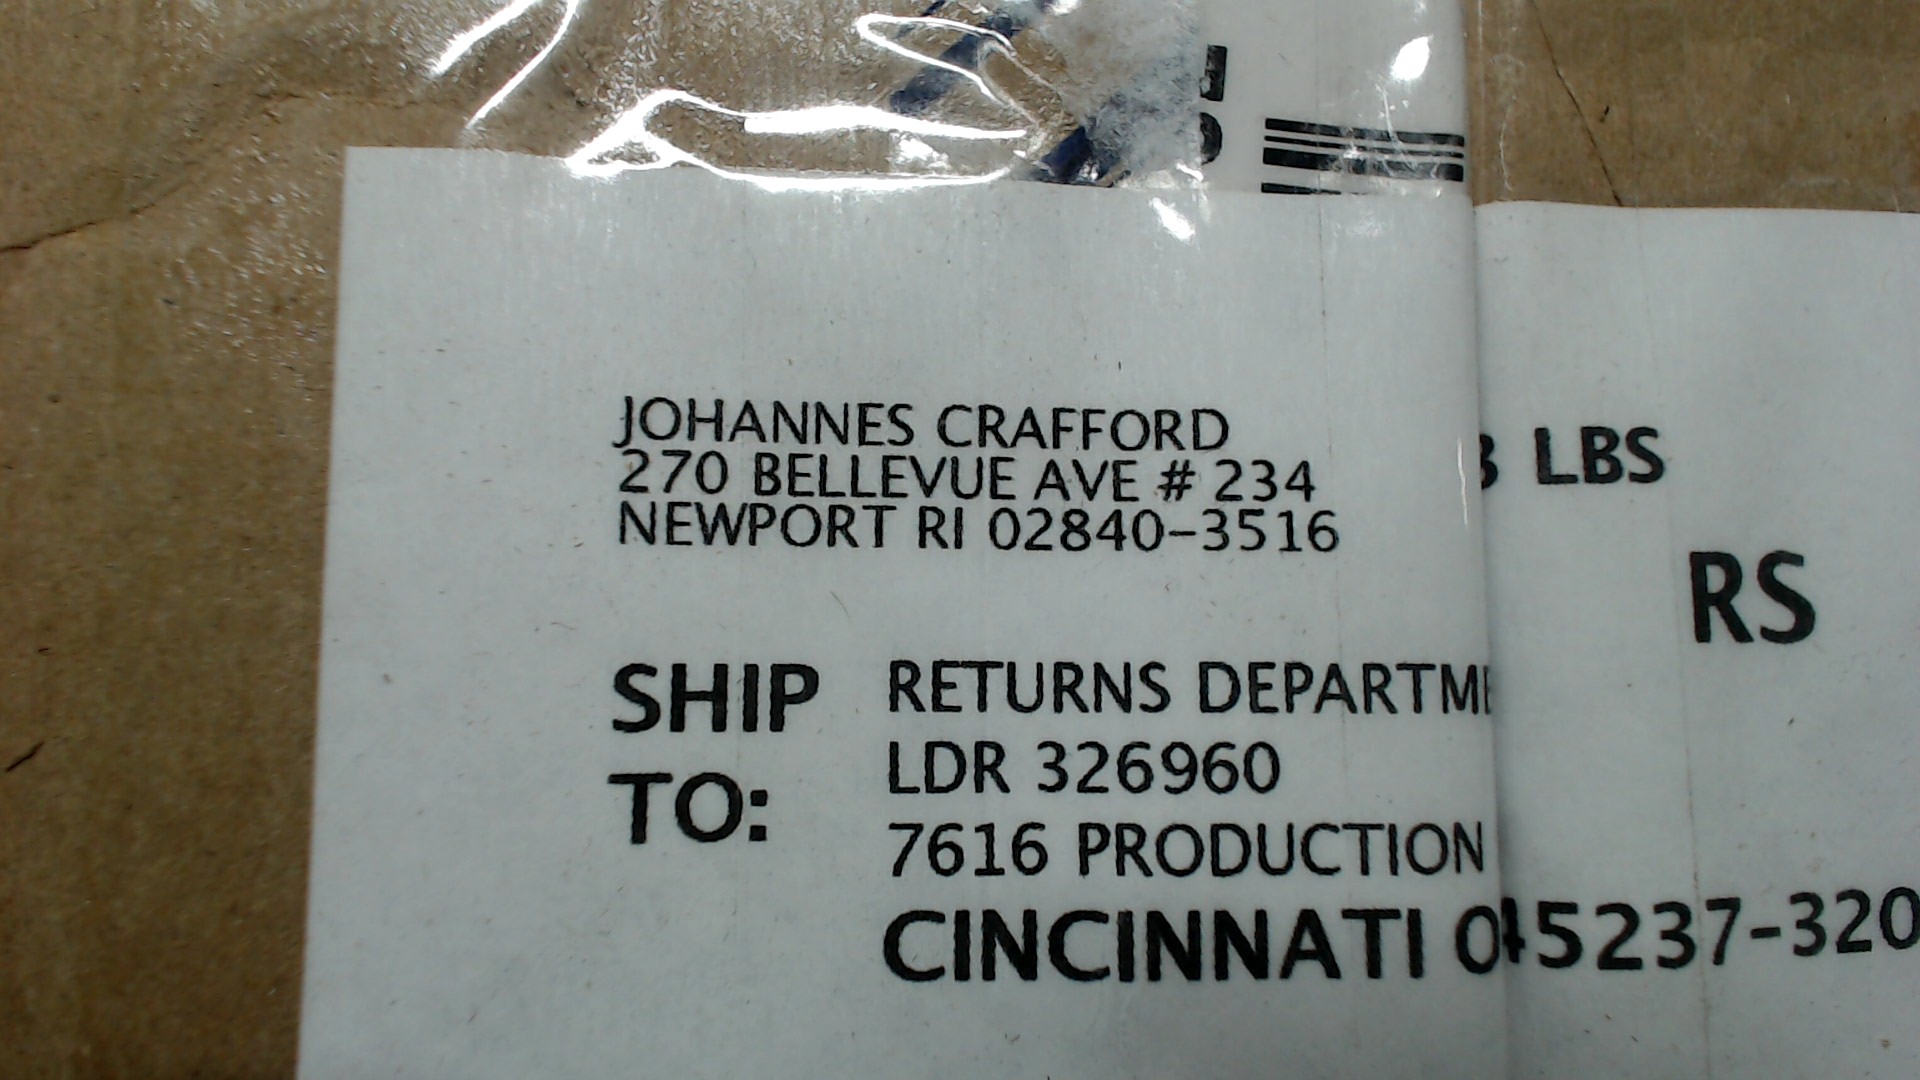 JOHANNES CRAFFORD
270 BELLEVUE AVE # 234
NEWPORT RI 02840-3516
LBS
RS
SHIP
TO:
RETURNS DEPARTM
LDR 326960
7616 PRODUCTION
CINCINNATI O 45237-320